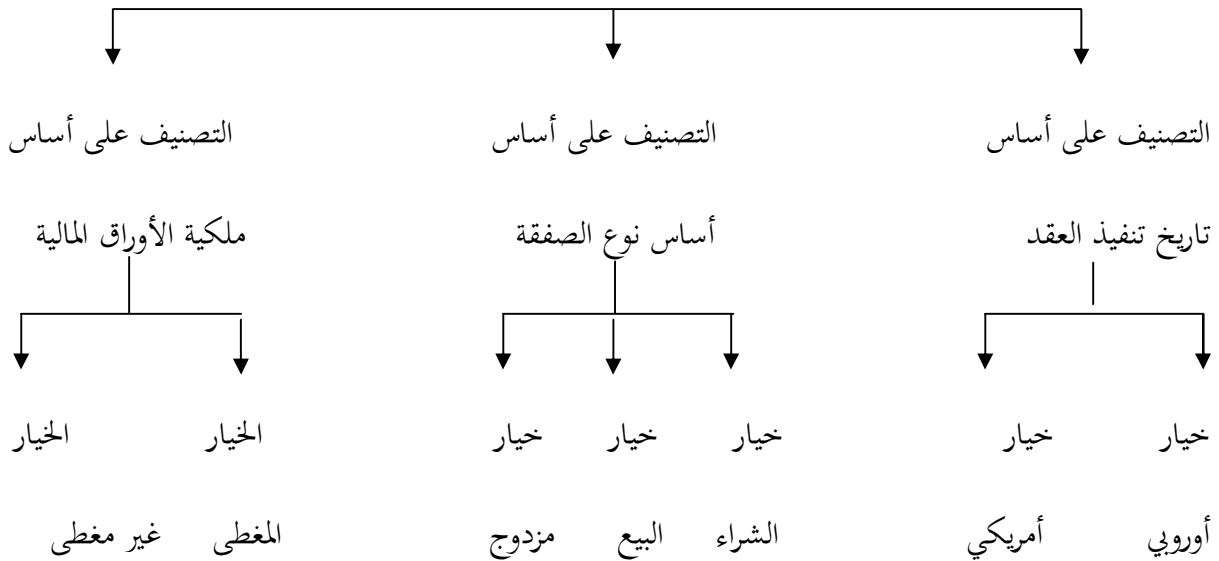 التصنيف على أساس
التصنيف على أساس
التصنيف على أساس
تاريخ تنفيذ العقد
أساس نوع الصفقة
ملكية الأوراق المالية
خيار
خيار
خيار
خيار
خيار
الخيار
الخيار
أوروبي
أمريكي
الشراء
البيع
مزدوج
المغطى
غير مغطى